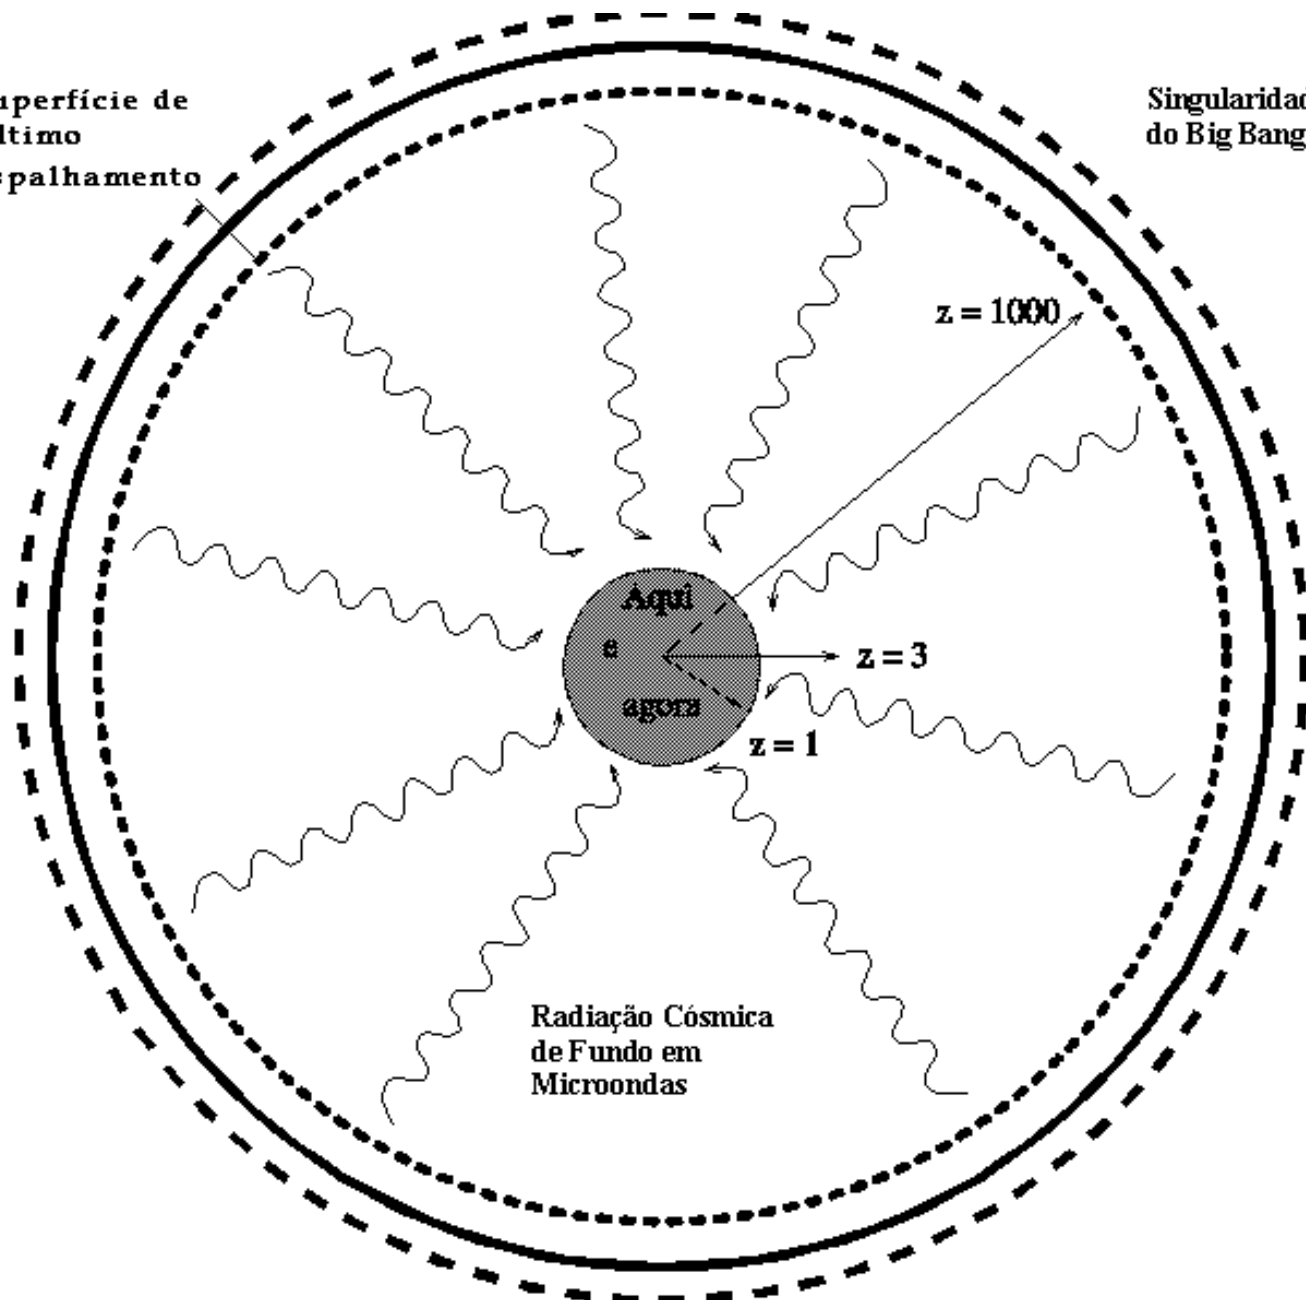 uperfície de
ltimo
spalhamento
Singularidad
do Big Bang
z = 1000
Aqui
e
agora
z = 3
z = 1
Radiação Cósmica
de Fundo em
Microondas